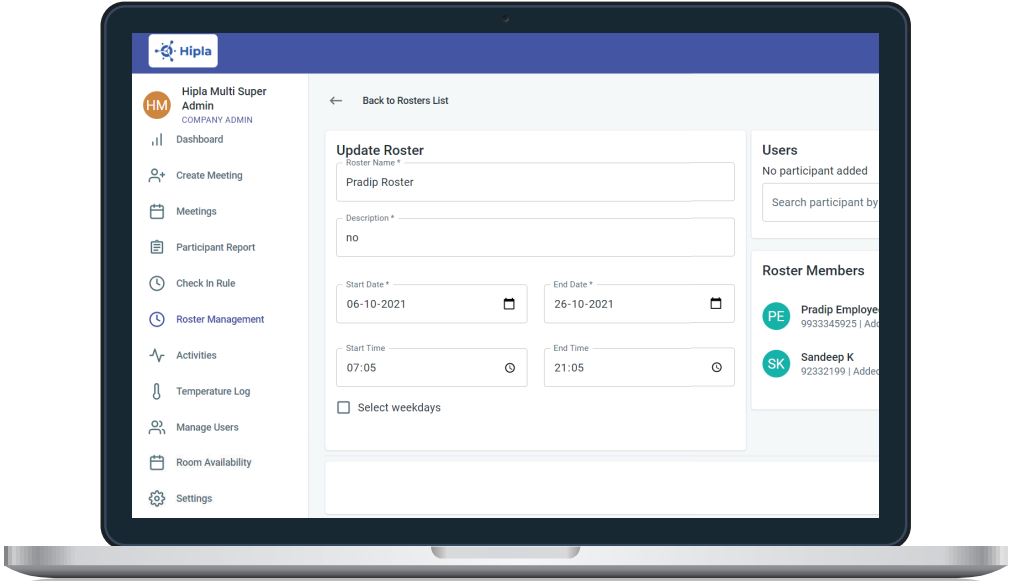 Hipla
HM
Hipla Multi Super
Admin
COMPANY ADMIN
Dashboard
Create Meeting
Meetings
Participant Report
Check In Rule
Roster Management
Activities
Temperature Log
Manage Users
Room Availability
Settings
Back to Rosters List
Update Roster
Roster Name *
Pradip Roster
Description *
no
Start Date *
06-10-2021
End Date *
26-10-2021
Start Time
07:05
End Time
21:05
Select weekdays
Users
No participant added
Search participant by
Roster Members
PE
Pradip Employe
9933345925 | Add
SK
Sandeep K
92332199 | Added